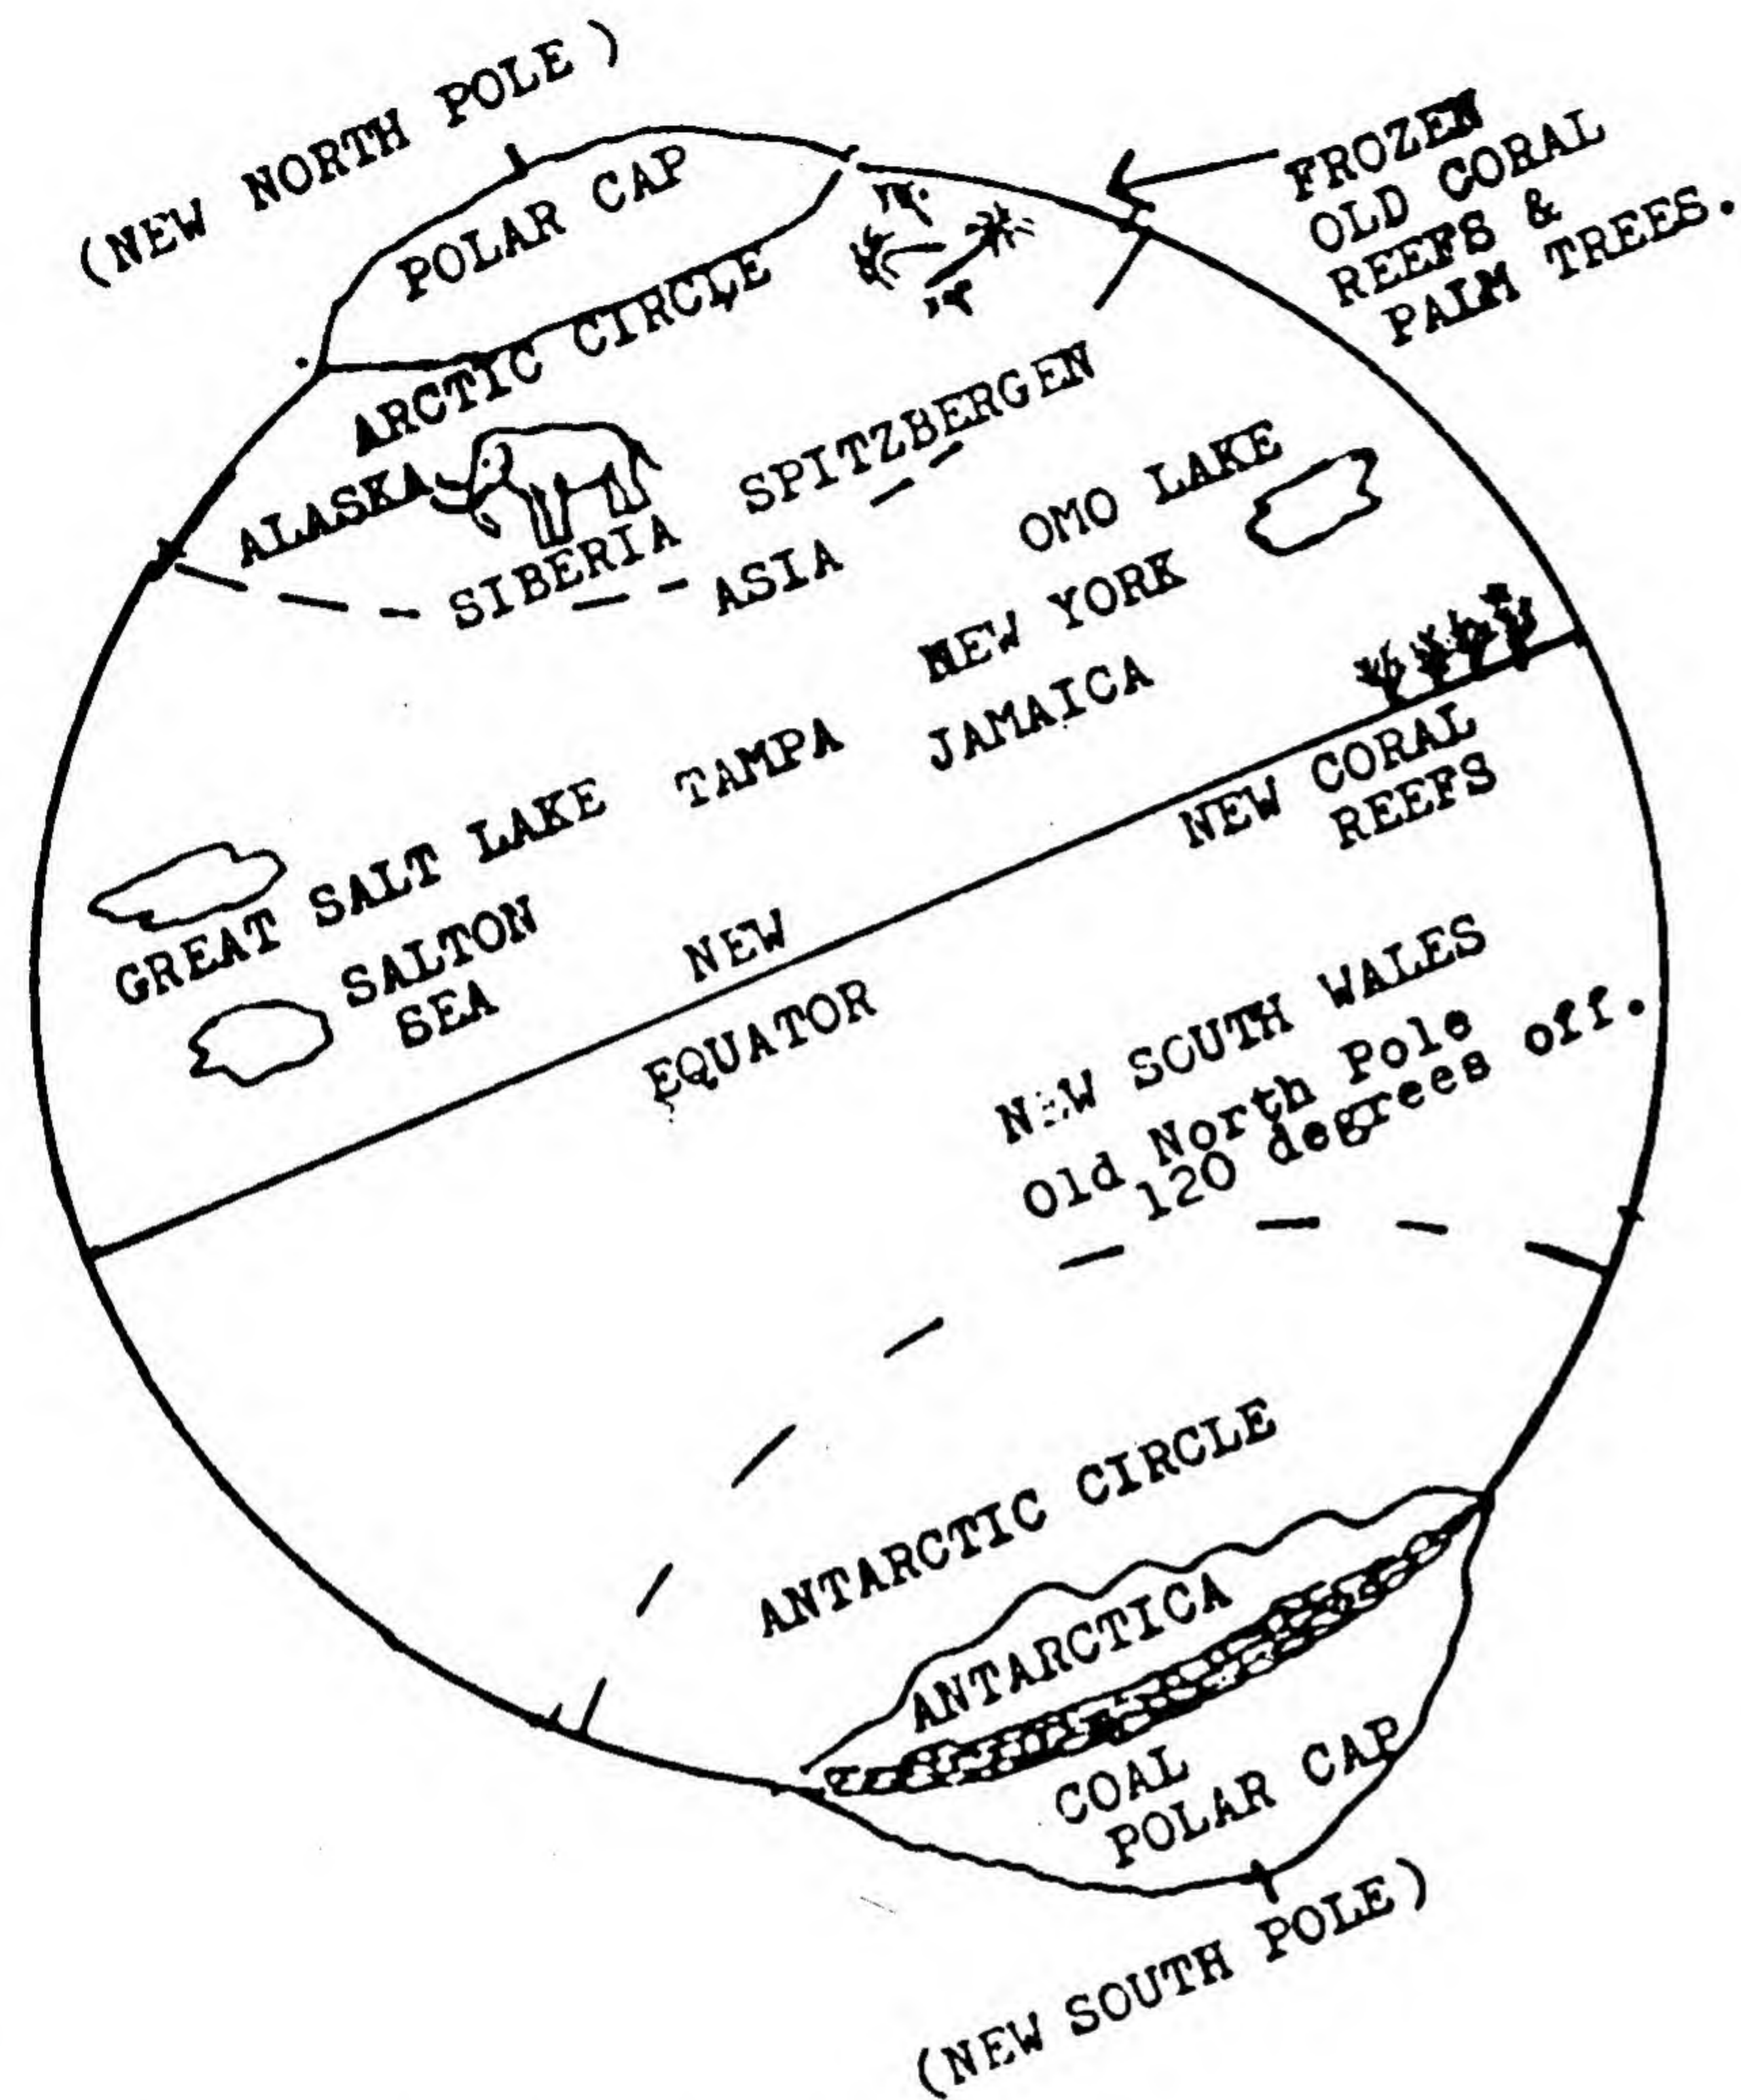 (NEW NORTH POLE)
POLAR CAP
FROZEN
OLD CORAL
REEFS &
PALM TREES.
ARCTIC CIRCLE
ALASKA
SPITZBERGEN
SIBERIA
ASIA
OMO LAKE
NEW YORK
JAMAICA
TAMPA
GREAT SALT LAKE
SALTON
SEA
NEW CORAL
REEFS
NEW
EQUATOR
NEW SOUTH WALES
Old North Pole
120 degrees off.
ANTARCTIC CIRCLE
ANTARCTICA
COAL
POLAR CAP
(NEW SOUTH POLE)